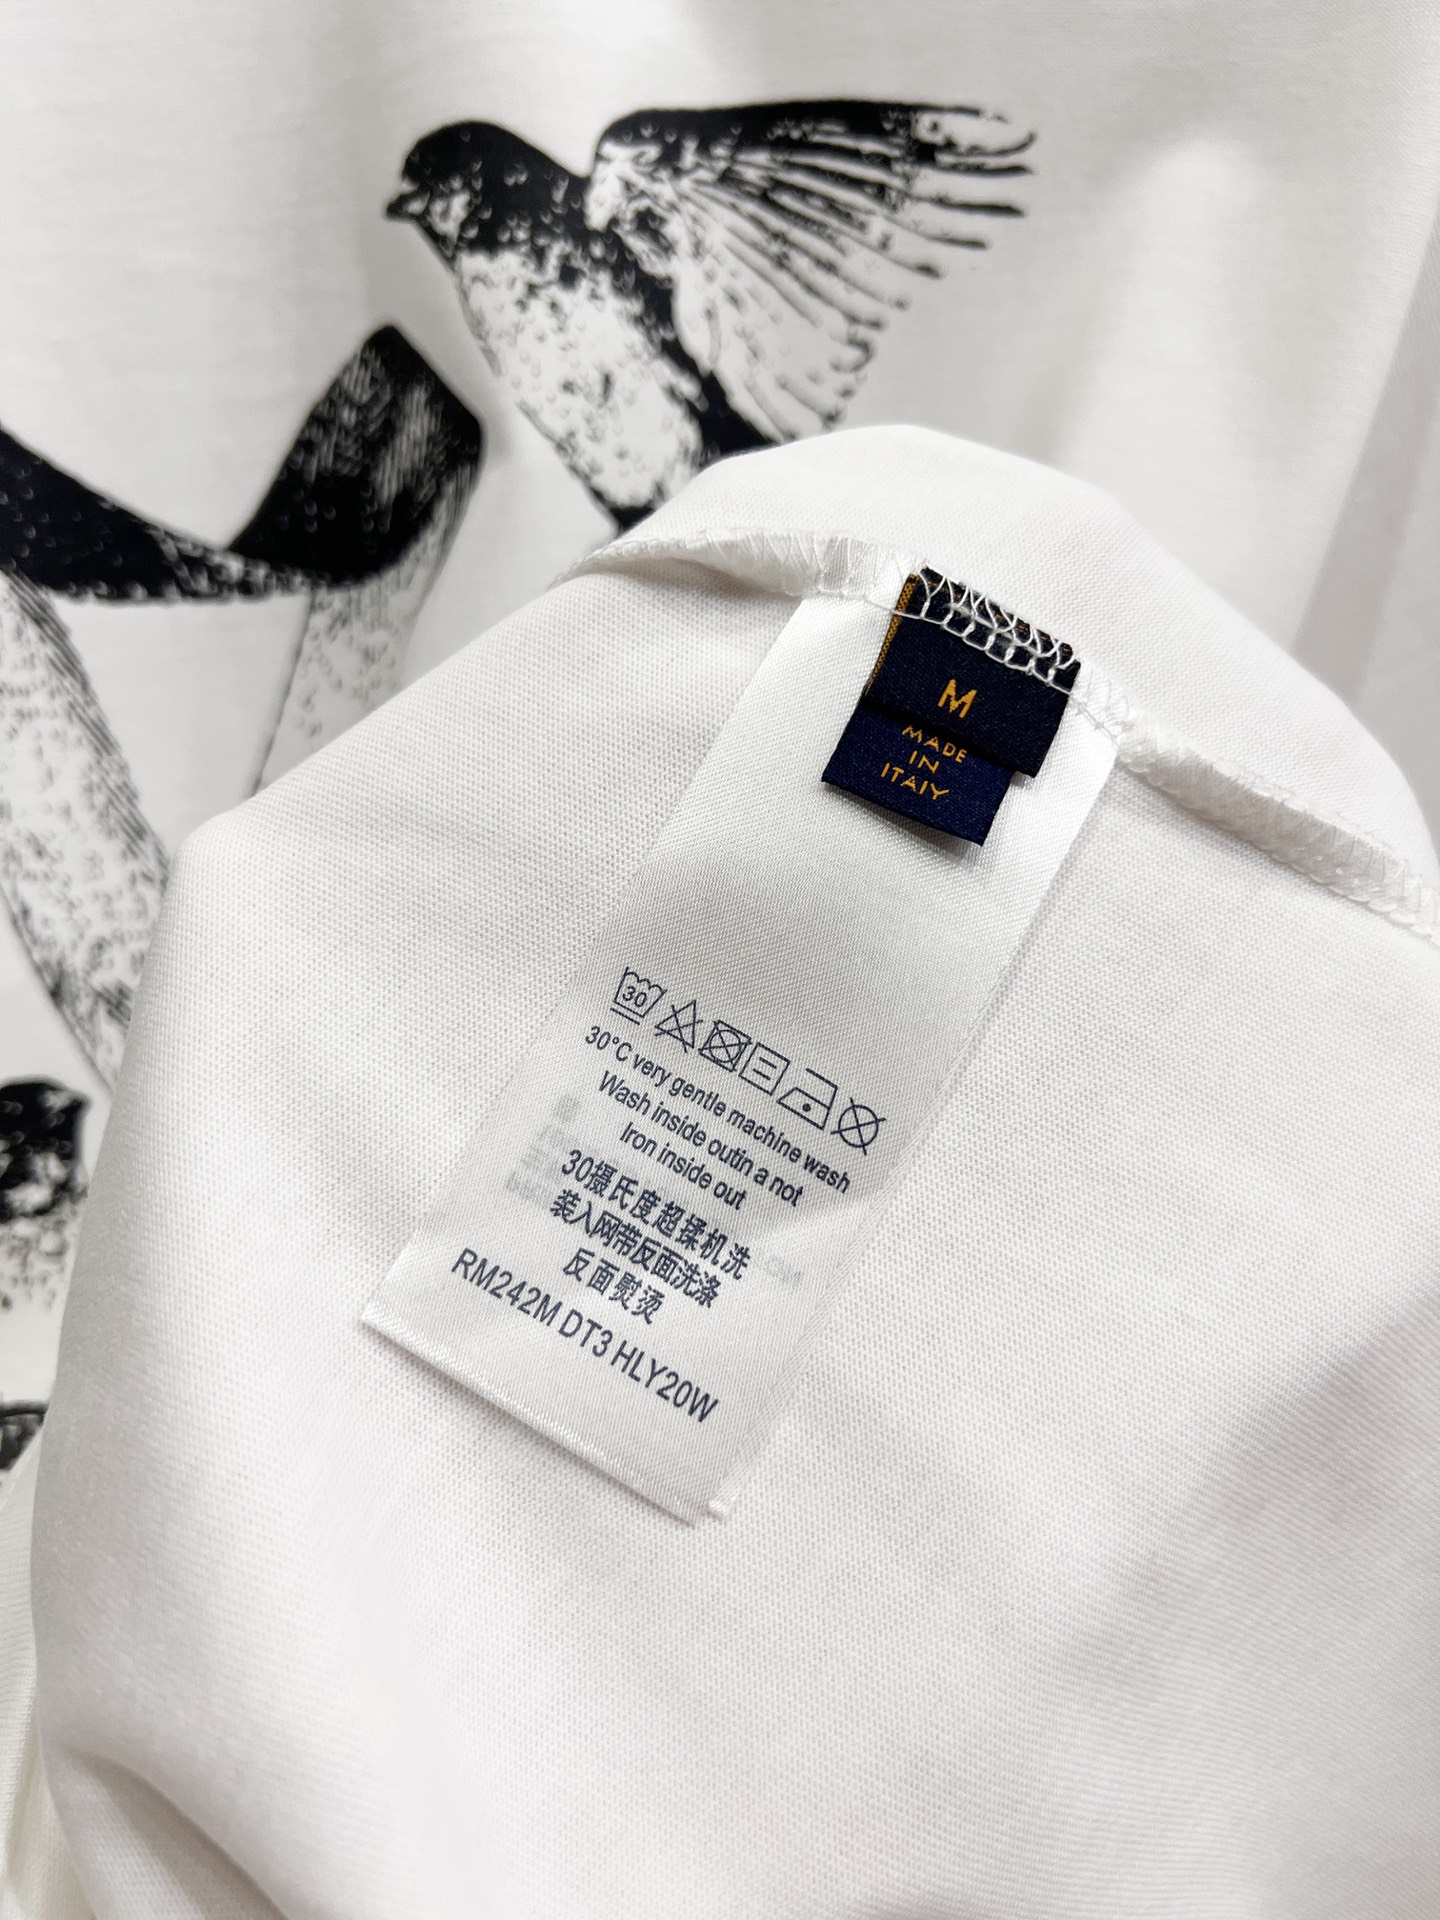 M
MADE
IN
ITAIY
30
30°C very gentle machine wash
Wash inside outin a not
Iron inside out
30摄氏度超揉机洗
装入网带反面洗涤
反面熨烫
RM242M DT3 HLY20W